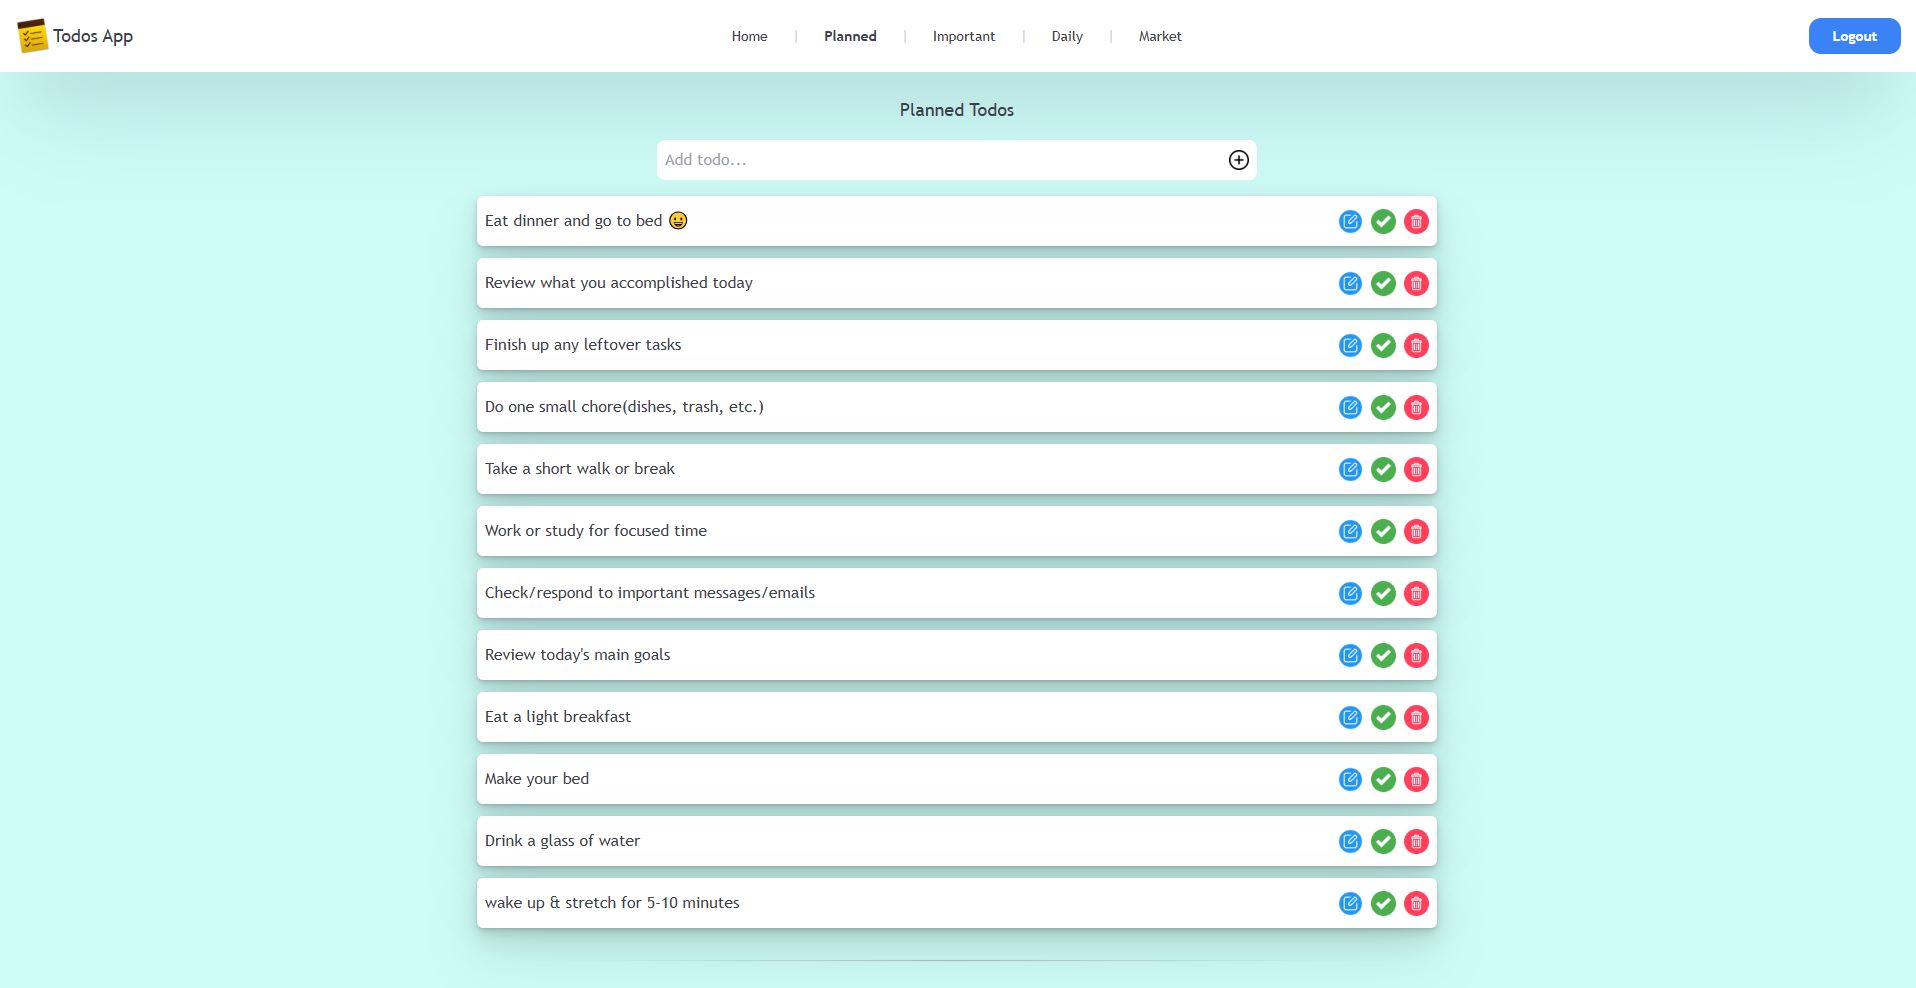 Todos App
Home | Planned | Important | Daily | Market
Logout
Planned Todos
Add todo...
Eat dinner and go to bed 😀
Review what you accomplished today
Finish up any leftover tasks
Do one small chore(dishes, trash, etc.)
Take a short walk or break
Work or study for focused time
Check/respond to important messages/emails
Review today's main goals
Eat a light breakfast
Make your bed
Drink a glass of water
wake up & stretch for 5-10 minutes